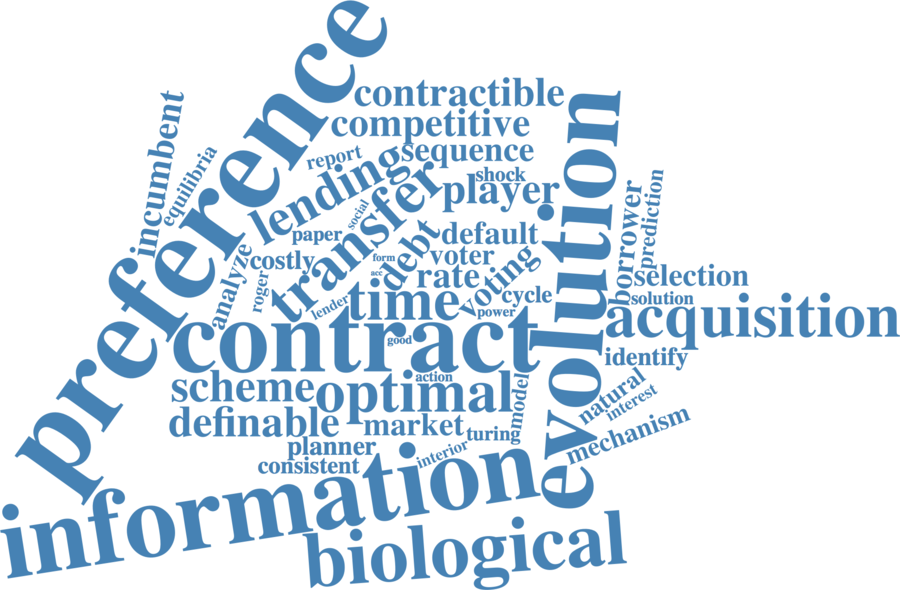 preference
contractible
competitive
incumbent
equilibria
report
lending
sequence
shock
player
evolution
transfer
social
paper
debt
default
borrower
prediction
analyze
costly
form
voter
acc
rate
voting
selection
roger
lender
time
cycle
power
solution
acquisition
contract
good
identify
scheme
optimal
action
model
natural
interest
definable
market
turing
mechanism
planner
interior
consistent
information
biological